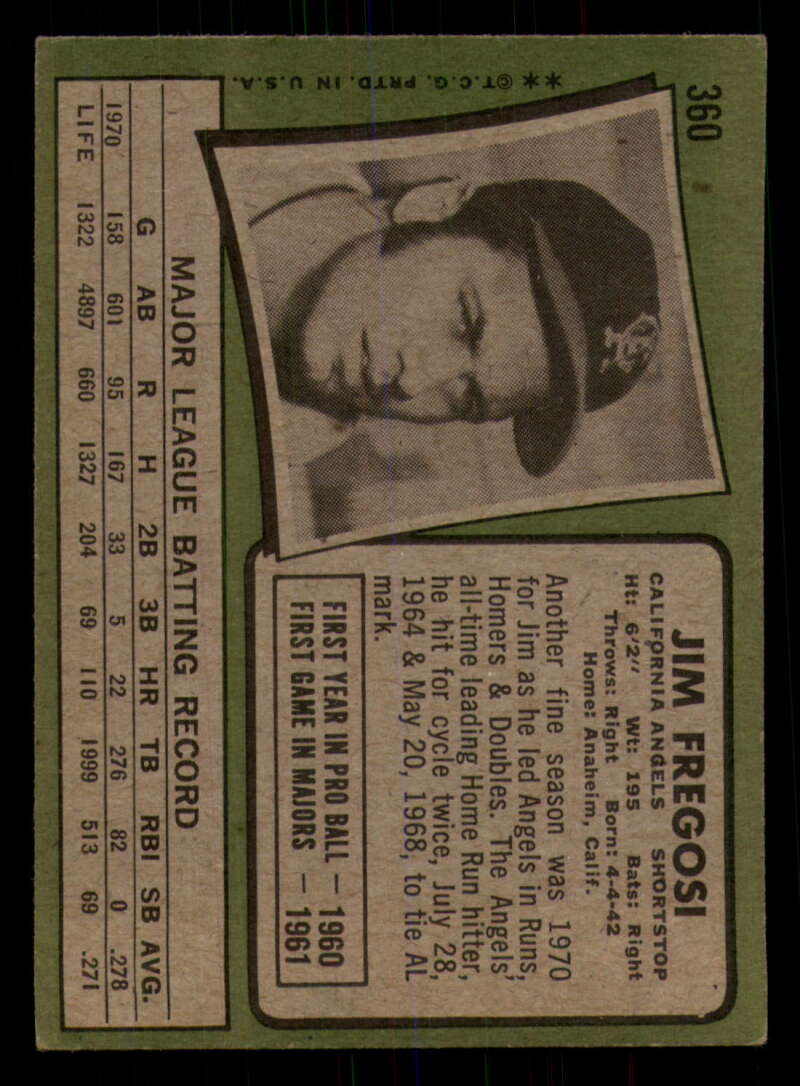 360
JIM FREGOSI
CALIFORNIA ANGELS SHORTSTOP
Ht: 6'2" Wt: 195 Bats: Right
Throws: Right Born: 4-4-42
Home: Anaheim, Calif.
Another fine season was 1970
for Jim as he led Angels in Runs,
Homers & Doubles. The Angels'
all-time leading Home Run hitter,
he hit for cycle twice, July 28,
1964 & May 20, 1968, to tie AL
mark.
FIRST YEAR IN PRO BALL — 1960
FIRST GAME IN MAJORS — 1961
**©T.C.G. PRTD. IN U.S.A.
MAJOR LEAGUE BATTING RECORD
G AB R H 2B 3B HR TB RBI SB AVG.
1970 158 601 95 167 33 5 22 276 82 0 .278
LIFE 1322 4897 660 1327 204 69 110 1999 513 69 .271